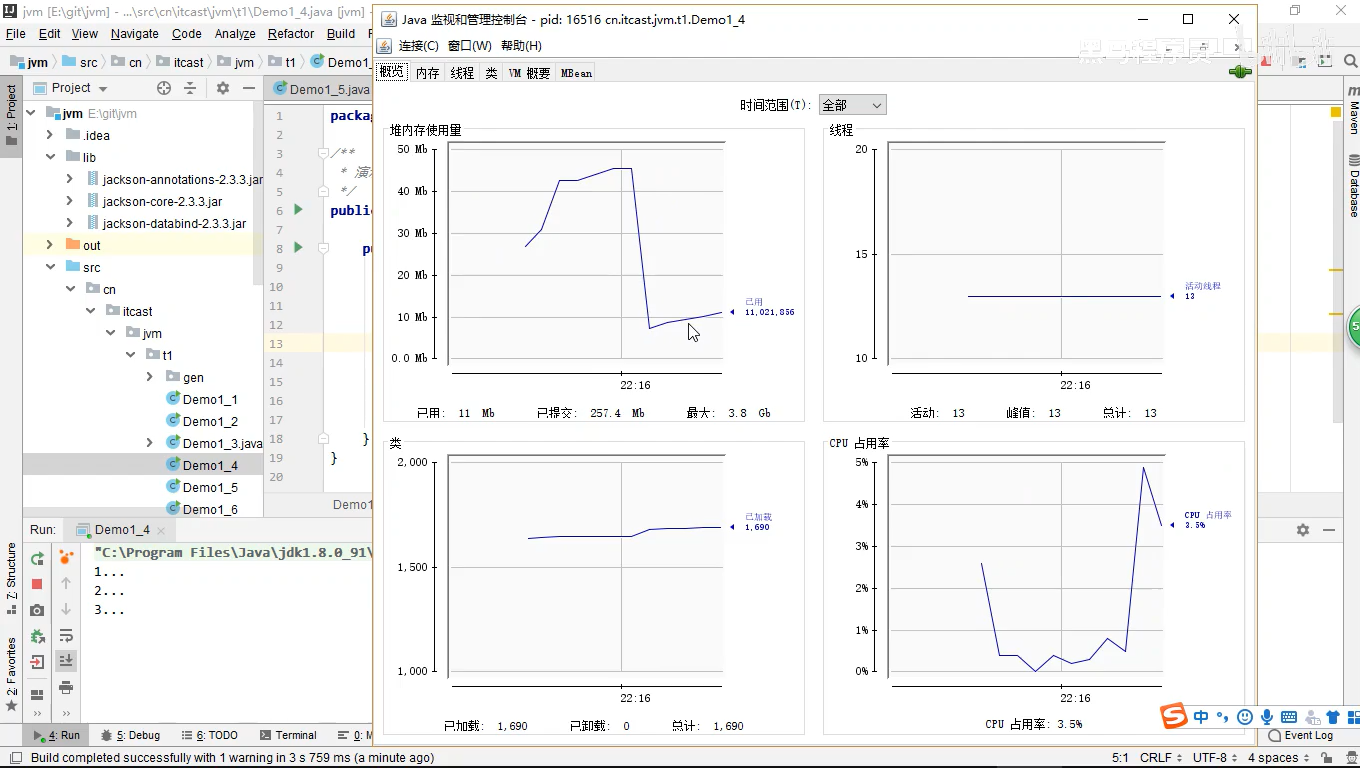 jvm [E:\git\jvm] - ...\src\cn\itcast\jvm\t1\Demo1_4.java [jvm]
File Edit View Navigate Code Analyze Refactor Build
jvm src cn itcast jvm t1 Demo1_
Project
Demo1_5.java
1: Project
jvm E:\git\jvm
.idea
lib
jackson-annotations-2.3.3.jar
jackson-core-2.3.3.jar
jackson-databind-2.3.3.jar
out
src
cn
itcast
jvm
t1
gen
Demo1_1
Demo1_2
Demo1_3.java
Demo1_4
Demo1_5
Demo1_6
1 packa
2
3 /**
4 * 演
5 */
6 public
7
8 pu
9
10
11
12
13
14
15
16
17
18 }
19 }
20
Demo1
Java 监视和管理控制台 - pid: 16516 cn.itcast.jvm.t1.Demo1_4
连接(C) 窗口(W) 帮助(H)
黑马程序员
概览 内存 线程 类 VM 概要 MBean
时间范围(T): 全部
堆内存使用量
50 Mb
40 Mb
30 Mb
20 Mb
10 Mb
0.0 Mb
已用
11,021,856
22:16
已用: 11 Mb 已提交: 257.4 Mb 最大: 3.8 Gb
线程
20
15
10
活动线程
13
22:16
活动: 13 峰值: 13 总计: 13
类
2,000
1,500
1,000
已加载
1,690
22:16
已加载: 1,690 已卸载: 0 总计: 1,690
CPU 占用率
5%
4%
3%
2%
1%
0%
CPU 占用率
3.5%
22:16
CPU 占用率: 3.5%
Maven
Database
5
中
Run: Demo1_4
"C:\Program Files\Java\jdk1.8.0_91\
1...
2...
3...
7: Structure
2: Favorites
4: Run 5: Debug 6: TODO Terminal 0: M
Event Log
Build completed successfully with 1 warning in 3 s 759 ms (a minute ago)
5:1 CRLF UTF-8 4 spaces